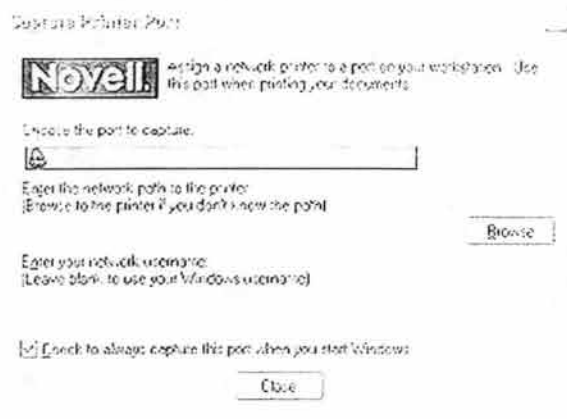 Capture Printer Port
Novell.
Assign a network printer to a port on your workstation. Use
this port when printing your documents.
Choose the port to capture:
Enter the network path to the printer
(Browse to the printer if you don't know the path)
Browse
Enter your network username:
(Leave blank to use your Windows username)
Check to always capture this port when you start Windows
Close